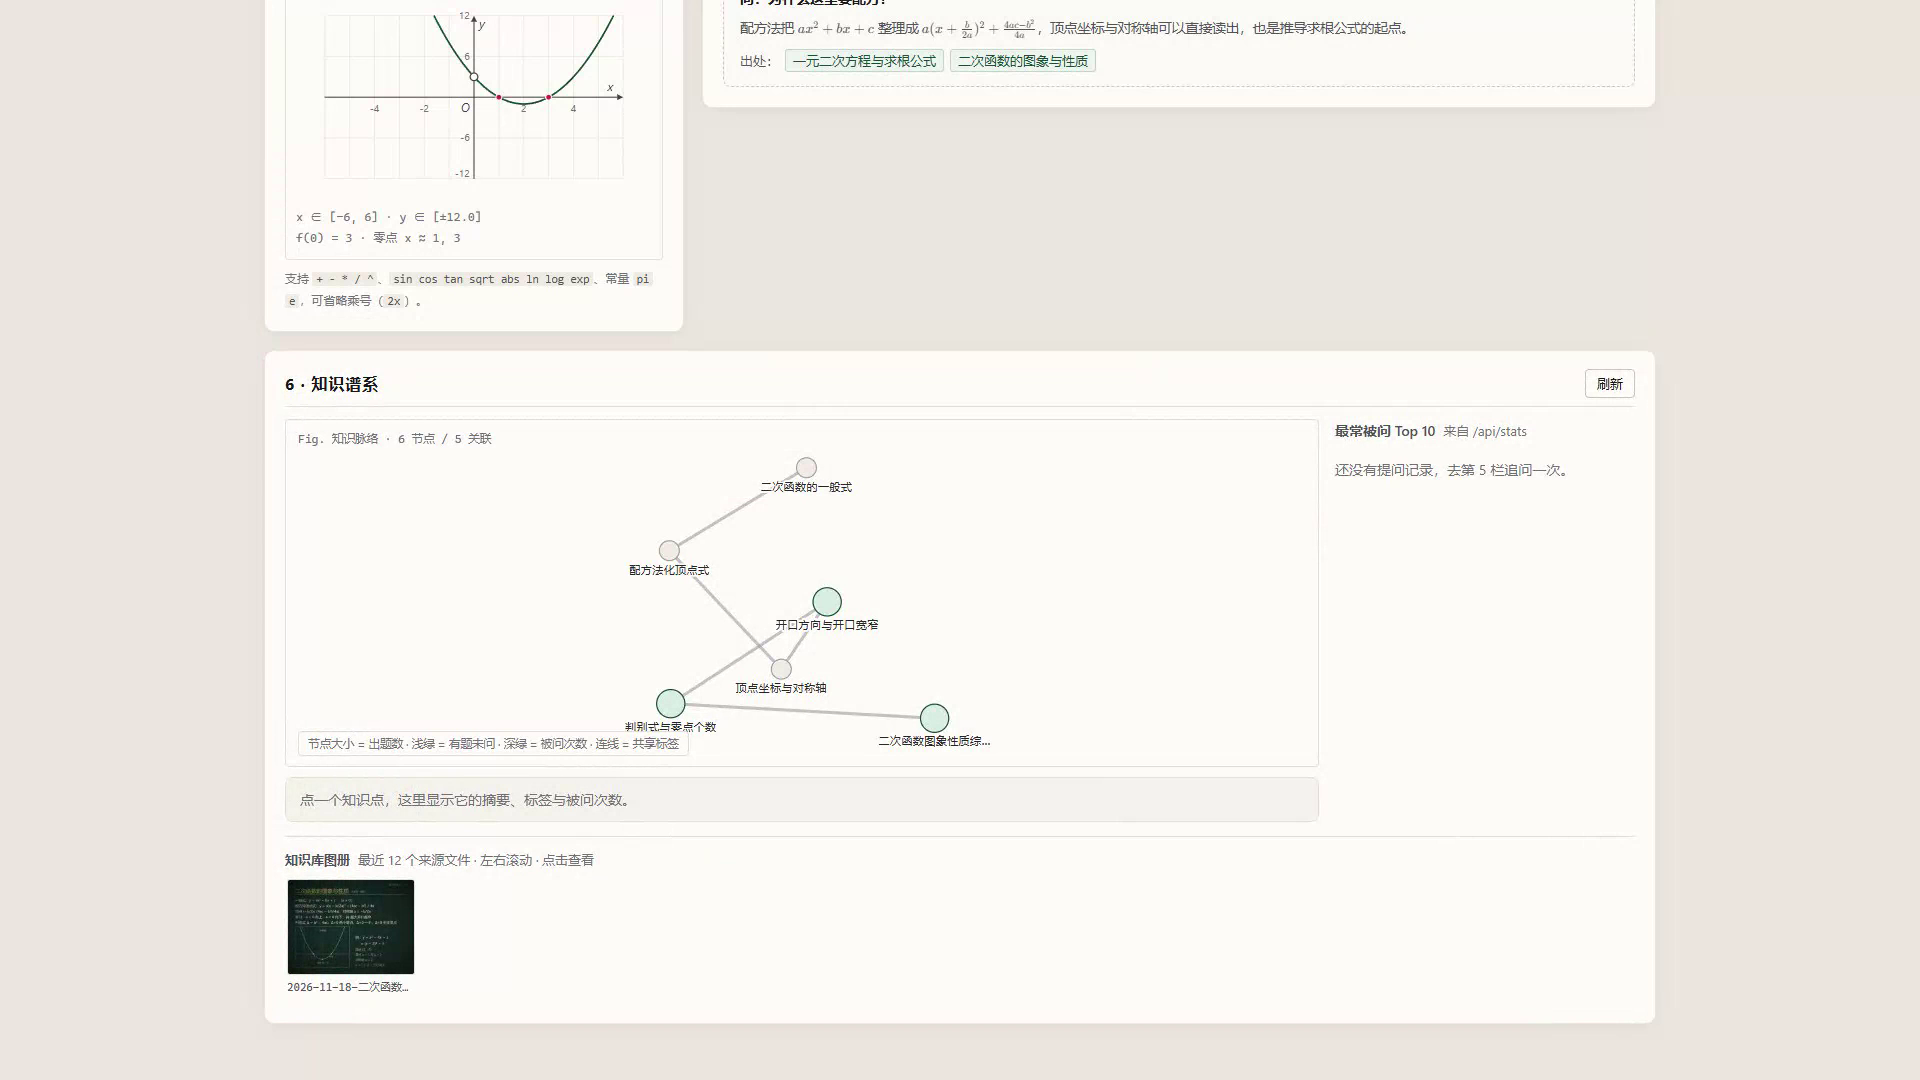 问：为什么这里要配方？
配方法把 ax² + bx + c 整理成 a(x + b/2a)² + 4ac−b²/4a，顶点坐标与对称轴可以直接读出，也是推导求根公式的起点。
出处： 一元二次方程与求根公式 二次函数的图象与性质
12 y
6
x
-4 -2 O 2 4
-6
-12
x ∈ [−6, 6] · y ∈ [±12.0]
f(0) = 3 · 零点 x ≈ 1, 3
支持 + - * / ^、sin cos tan sqrt abs ln log exp、常量 pi
e，可省略乘号（2x）。
6 · 知识谱系
刷新
Fig. 知识脉络 · 6 节点 / 5 关联
二次函数的一般式
配方法化顶点式
开口方向与开口宽窄
顶点坐标与对称轴
判别式与零点个数
二次函数图象性质综...
节点大小 = 出题数 · 浅绿 = 有题未问 · 深绿 = 被问次数 · 连线 = 共享标签
最常被问 Top 10 来自 /api/stats
还没有提问记录，去第 5 栏追问一次。
点一个知识点，这里显示它的摘要、标签与被问次数。
知识库图册 最近 12 个来源文件 · 左右滚动 · 点击查看
2026-11-18-二次函数…